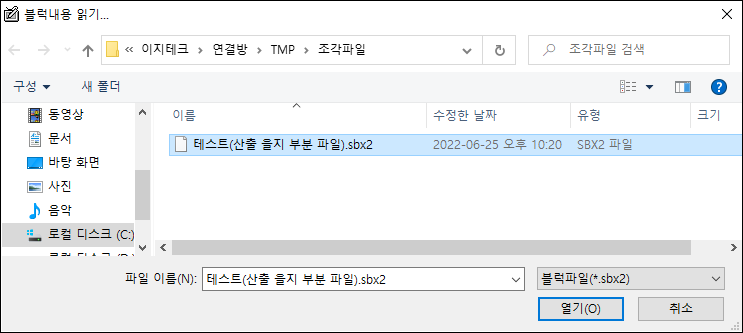 블럭내용 읽기...
« 이지테크 > 연결방 > TMP > 조각파일
조각파일 검색
구성 새 폴더
이름 수정한 날짜 유형 크기
동영상
문서
바탕 화면
사진
음악
로컬 디스크 (C:)
테스트(산출 을지 부분 파일).sbx2 2022-06-25 오후 10:20 SBX2 파일
파일 이름(N): 테스트(산출 을지 부분 파일).sbx2 블럭파일(*.sbx2)
열기(O) 취소